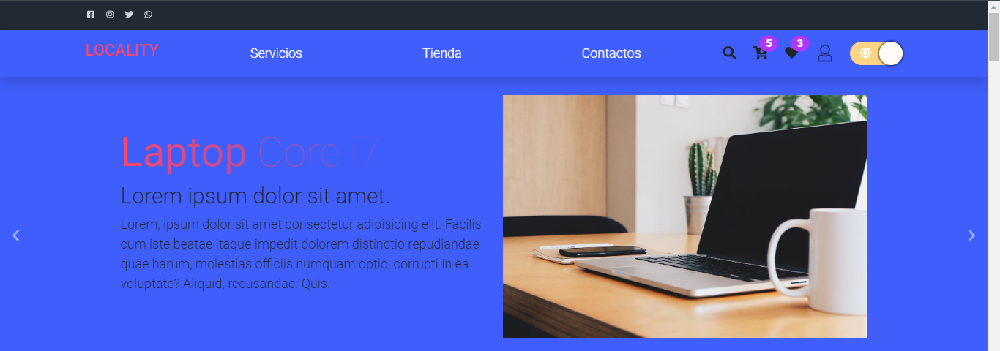 LOCALITY
Servicios
Tienda
Contactos
5
3
Laptop Core i7
Lorem ipsum dolor sit amet.
Lorem, ipsum dolor sit amet consectetur adipisicing elit. Facilis
cum iste beatae itaque impedit dolorem distinctio repudiandae
quae harum, molestias officiis numquam optio, corrupti in ea
voluptate? Aliquid, recusandae. Quis.